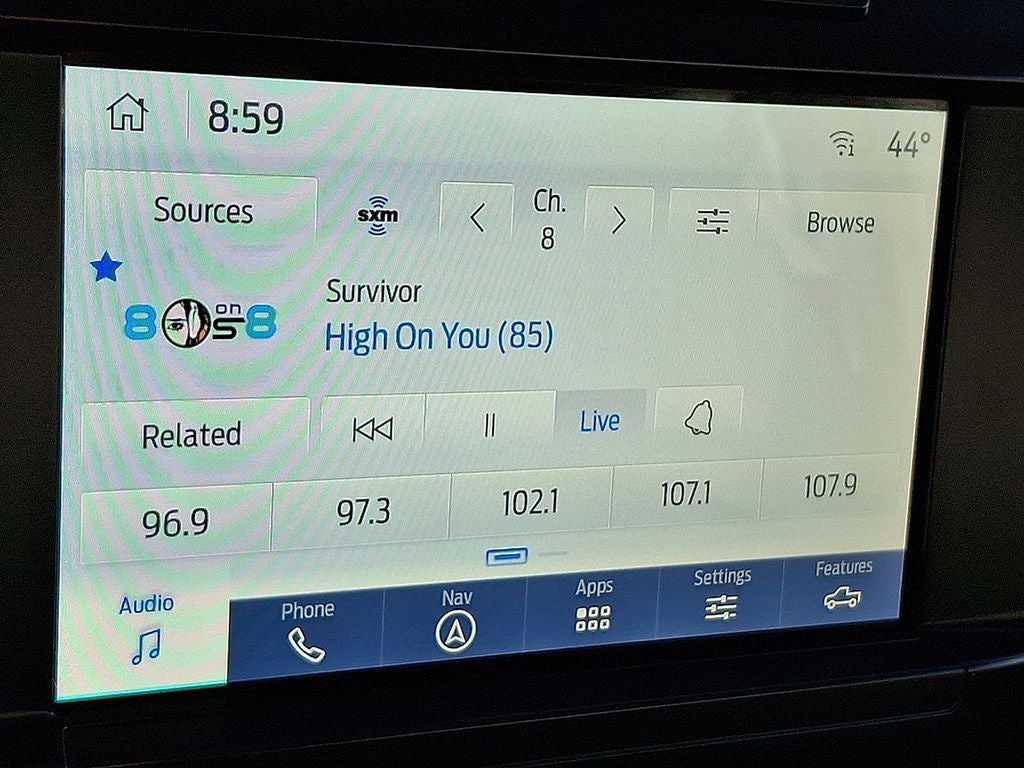 8:59
44°
Sources
sxm
Ch.
8
Browse
80s on 8
Survivor
High On You (85)
Related
Live
96.9
97.3
102.1
107.1
107.9
Audio
Phone
Nav
Apps
Settings
Features